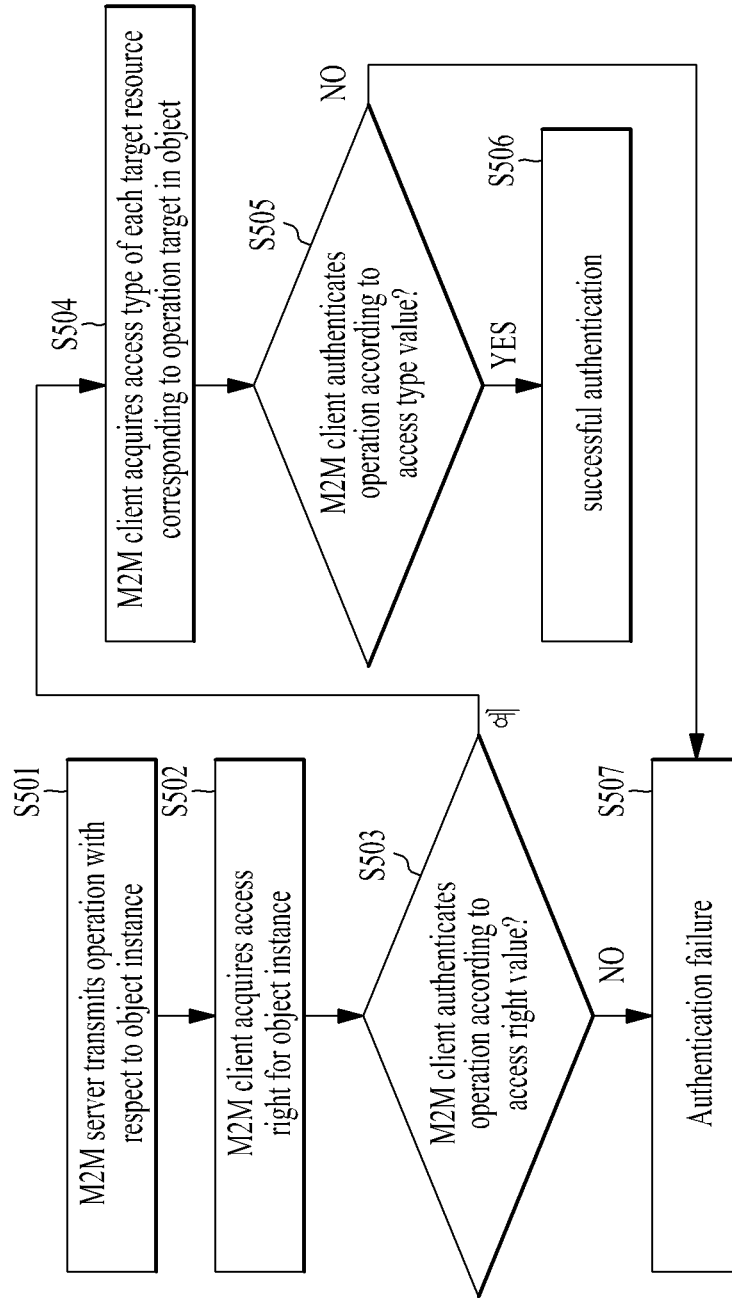 S501
M2M server transmits operation with
respect to object instance
S502
M2M client acquires access
right for object instance
S503
M2M client authenticates
operation according to
access right value?
예
NO
S507
Authentication failure
S504
M2M client acquires access type of each target resource
corresponding to operation target in object
S505
M2M client authenticates
operation according to
access type value?
NO
YES
S506
successful authentication